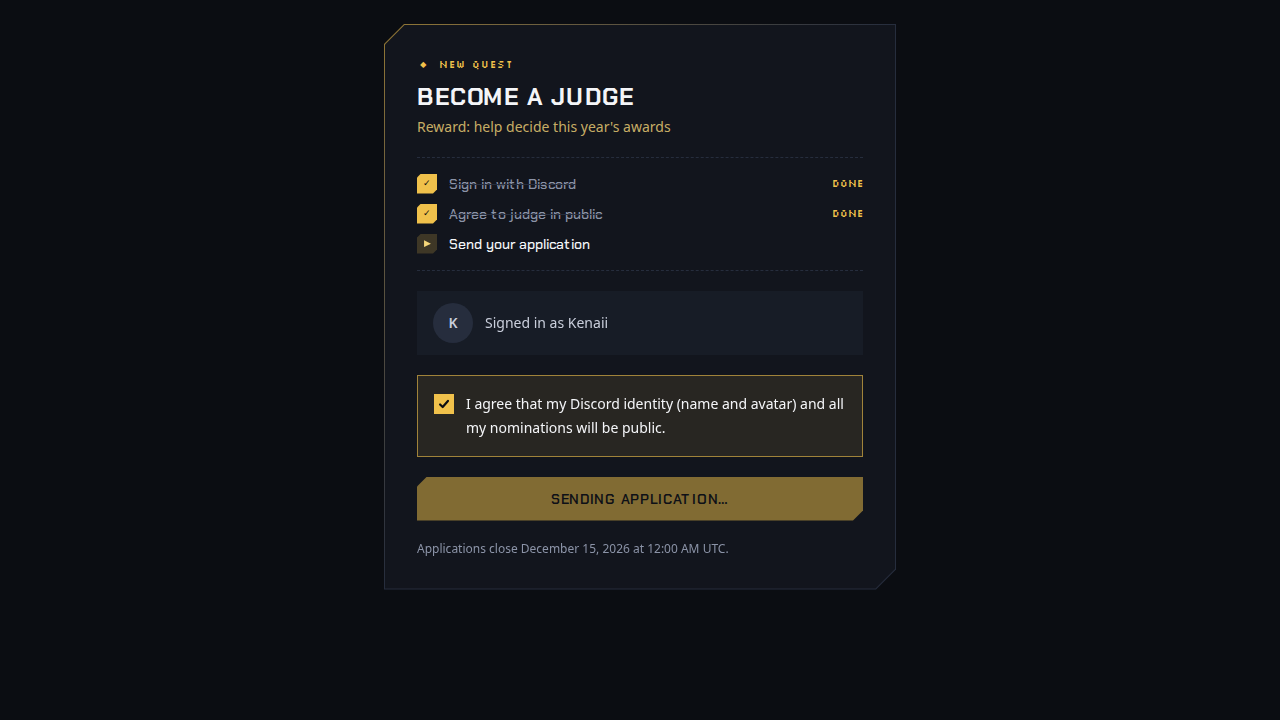 NEW QUEST
BECOME A JUDGE
Reward: help decide this year's awards
Sign in with Discord DONE
Agree to judge in public DONE
Send your application
K Signed in as Kenaii
I agree that my Discord identity (name and avatar) and all
my nominations will be public.
SENDING APPLICATION…
Applications close December 15, 2026 at 12:00 AM UTC.